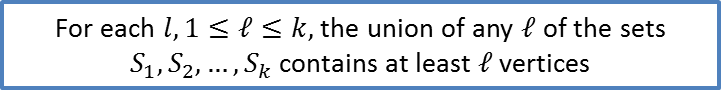 For each l, 1 ≤ ℓ ≤ k, the union of any ℓ of the sets
S₁, S₂, …, Sₖ contains at least ℓ vertices